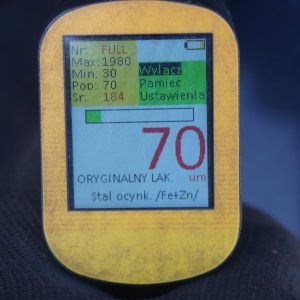 Nr: FULL
Max: 1980
Min: 30
Pop: 70
Śr: 184
Wyłącz
Pamięc
Ustawienia
70
um
ORYGINALNY LAK.
Stal ocynk. /Fe+Zn/